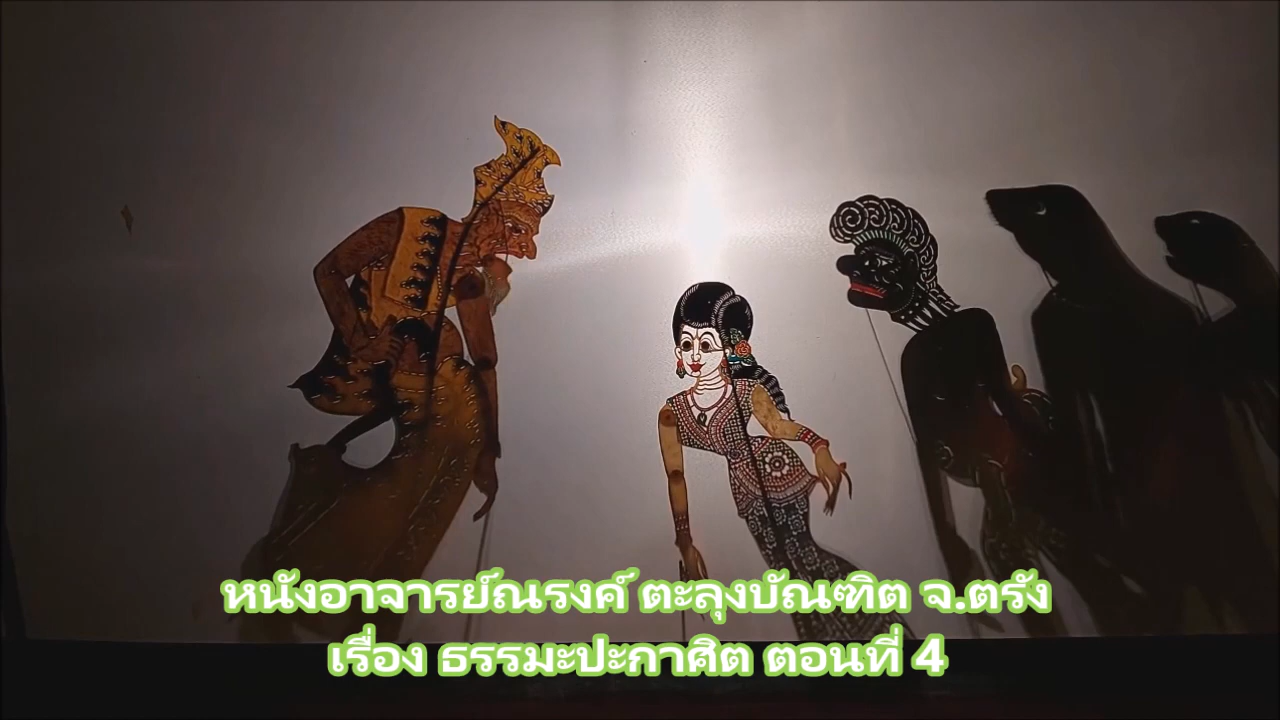 หนังอาจารย์ณรงค์ ตะลุงบัณฑิต จ.ตรัง
เรื่อง ธรรมะปะกาศิต ตอนที่ 4